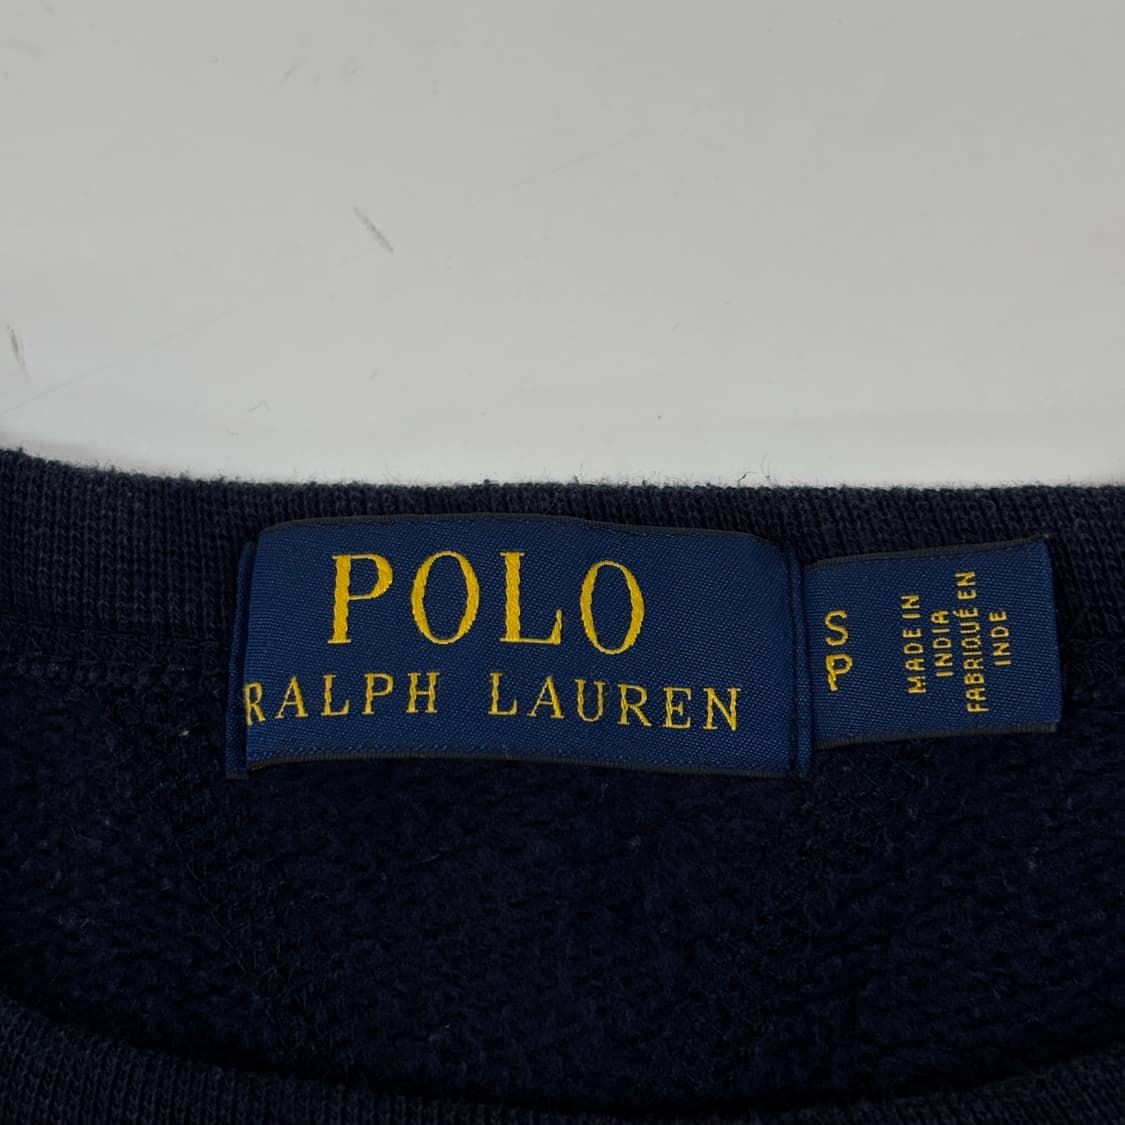 POLO
RALPH LAUREN
S
P
MADE IN
INDIA
FABRIQUÉ EN
INDE